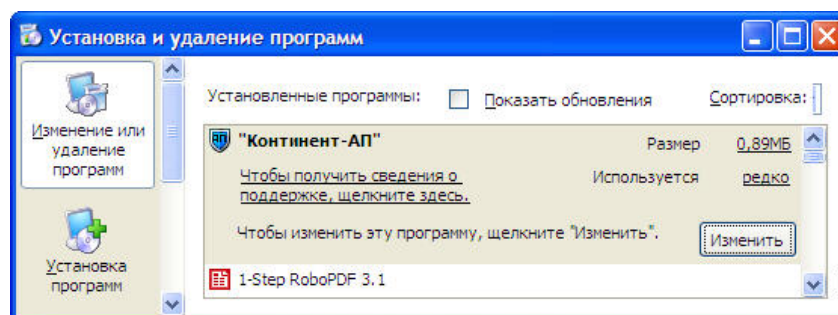 Установка и удаление программ
Изменение или
удаление
программ
Установка
программ
Установленные программы: Показать обновления Сортировка:
"Континент-АП" Размер 0,89МБ
Чтобы получить сведения о
поддержке, щелкните здесь. Используется редко
Чтобы изменить эту программу, щелкните "Изменить". Изменить
1-Step RoboPDF 3.1